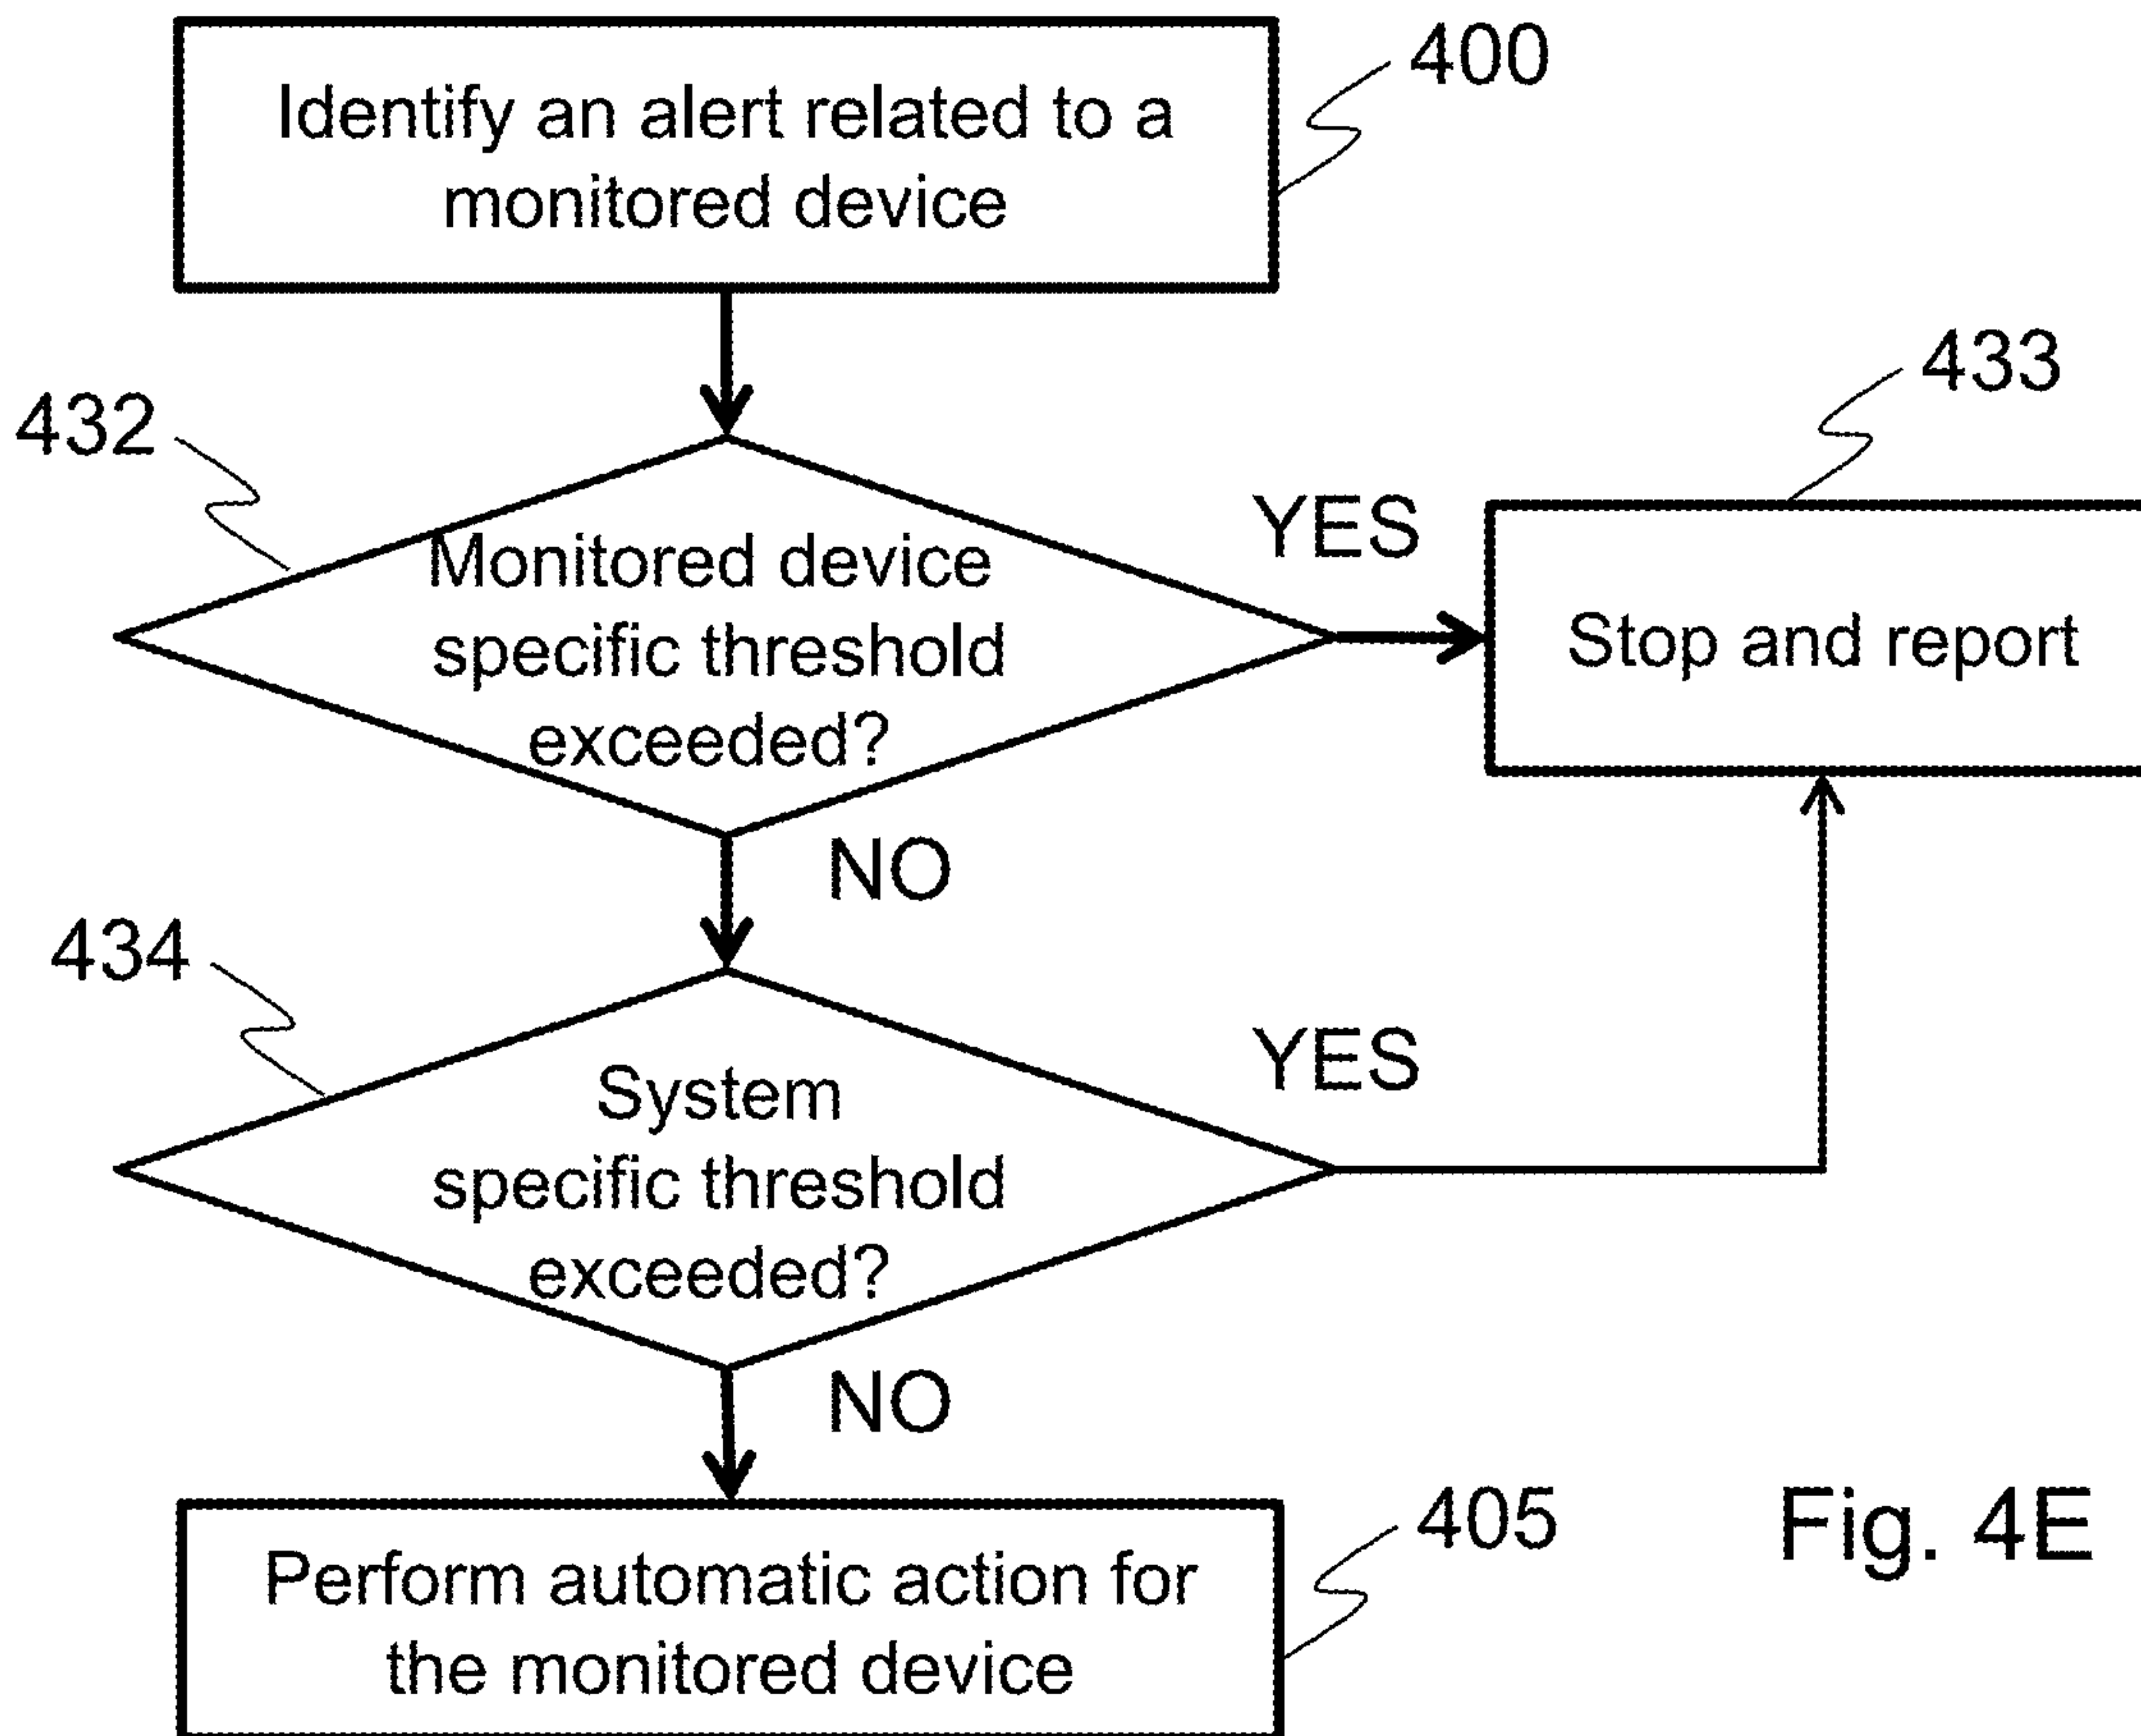 Identify an alert related to a
monitored device
400
432
Monitored device
specific threshold
exceeded?
YES
433
Stop and report
NO
434
System
specific threshold
exceeded?
YES
NO
Perform automatic action for
the monitored device
405
Fig. 4E